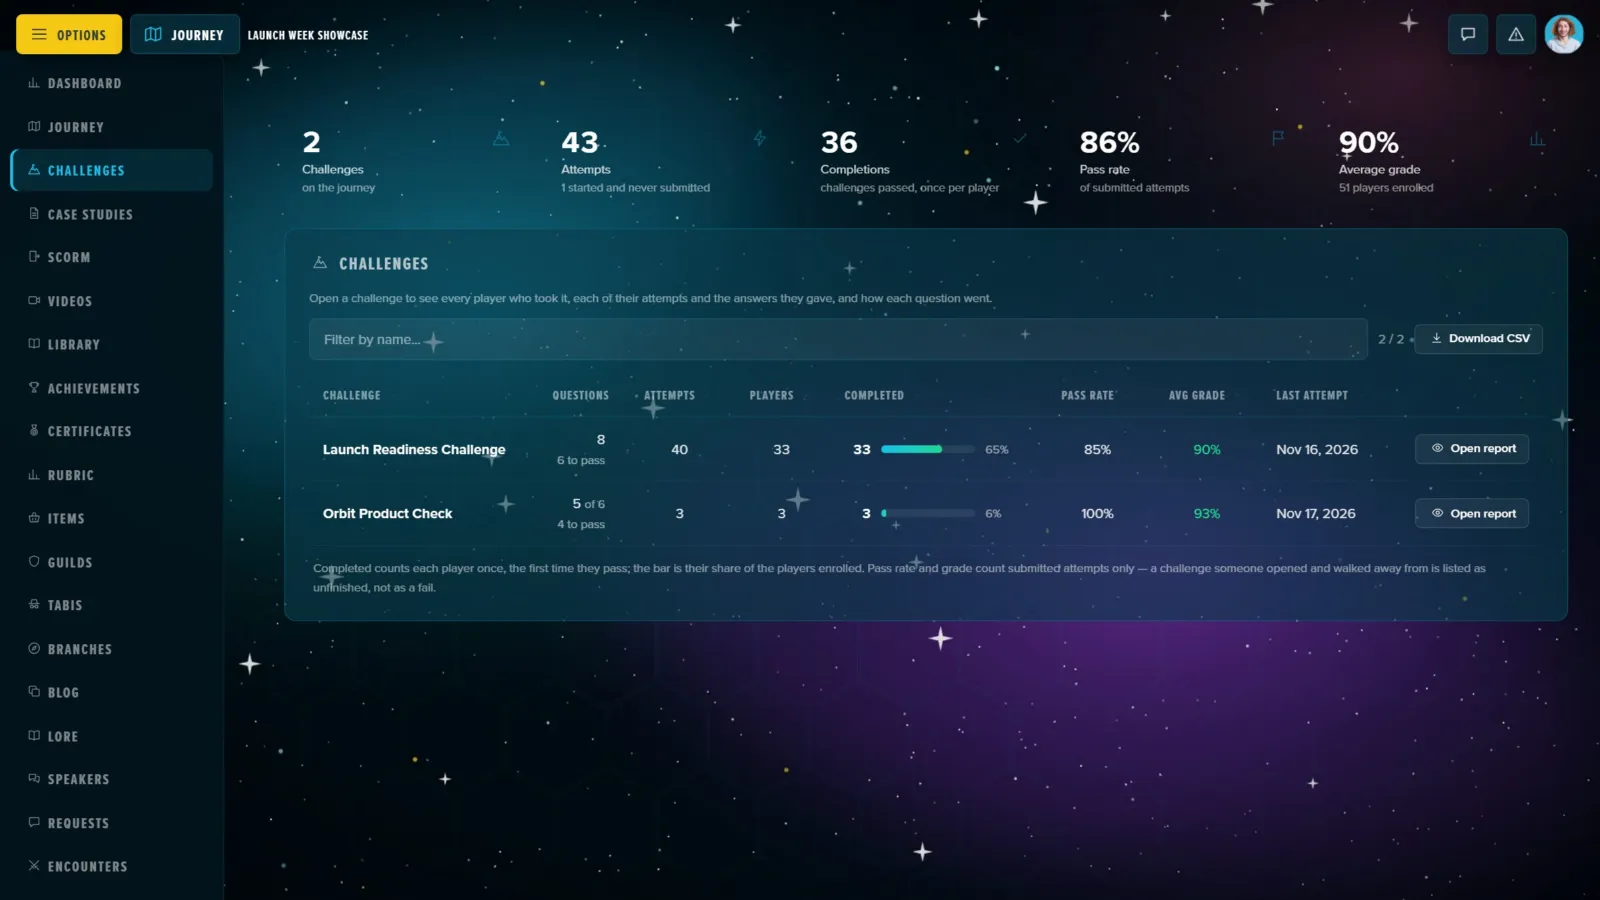 OPTIONS
JOURNEY
LAUNCH WEEK SHOWCASE
DASHBOARD
JOURNEY
CHALLENGES
CASE STUDIES
SCORM
VIDEOS
LIBRARY
ACHIEVEMENTS
CERTIFICATES
RUBRIC
ITEMS
GUILDS
TABIS
BRANCHES
BLOG
LORE
SPEAKERS
REQUESTS
ENCOUNTERS
2
Challenges
on the journey
43
Attempts
1 started and never submitted
36
Completions
challenges passed, once per player
86%
Pass rate
of submitted attempts
90%
Average grade
51 players enrolled
CHALLENGES
Open a challenge to see every player who took it, each of their attempts and the answers they gave, and how each question went.
Filter by name...
2 / 2
Download CSV
CHALLENGE QUESTIONS ATTEMPTS PLAYERS COMPLETED PASS RATE AVG GRADE LAST ATTEMPT
Launch Readiness Challenge 8 40 33 33 65% 85% 90% Nov 16, 2026 Open report
6 to pass
Orbit Product Check 5 of 6 3 3 3 6% 100% 93% Nov 17, 2026 Open report
4 to pass
Completed counts each player once, the first time they pass; the bar is their share of the players enrolled. Pass rate and grade count submitted attempts only — a challenge someone opened and walked away from is listed as
unfinished, not as a fail.